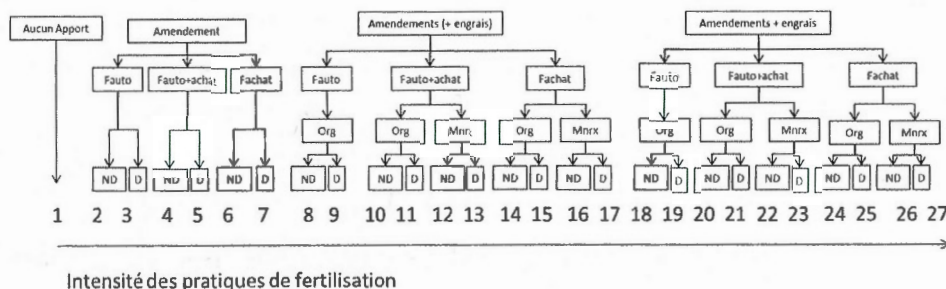 Aucun Apport Amendement Amendements (+ engrais) Amendements + engrais
Fauto Fauto+achat Fachat Fauto Fauto+achat Fachat Fauto Fauto+achat Fachat
Org Org Mnrx Org Mnrx Org Org Mnrx Org Mnrx
ND D ND D ND D ND D ND D ND D ND D ND D ND D ND D ND D ND D ND D
1 2 3 4 5 6 7 8 9 10 11 12 13 14 15 16 17 18 19 20 21 22 23 24 25 26 27
Intensité des pratiques de fertilisation